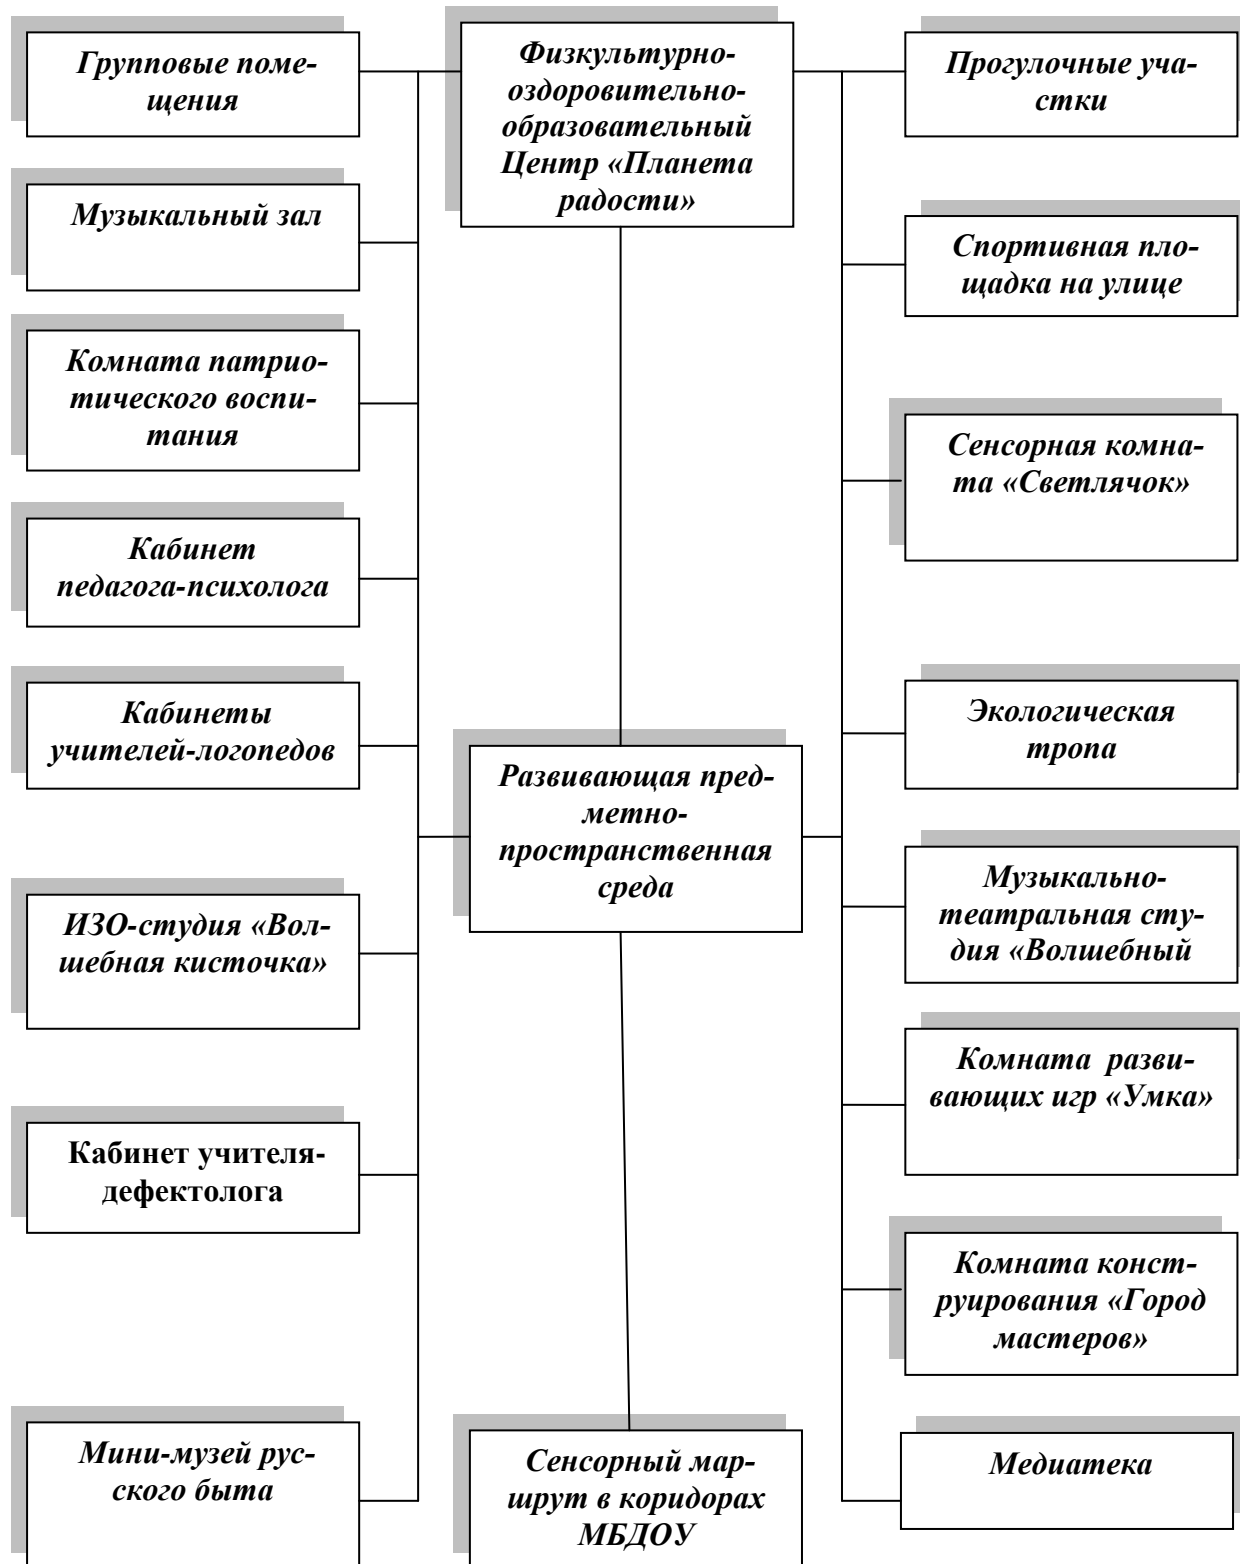 Групповые поме-
щения
Музыкальный зал
Комната патрио-
тического воспи-
тания
Кабинет
педагога-психолога
Кабинеты
учителей-логопедов
ИЗО-студия «Вол-
шебная кисточка»
Кабинет учителя-
дефектолога
Мини-музей рус-
ского быта
Физкультурно-
оздоровительно-
образовательный
Центр «Планета
радости»
Развивающая пред-
метно-
пространственная
среда
Сенсорный мар-
шрут в коридорах
МБДОУ
Прогулочные уча-
стки
Спортивная пло-
щадка на улице
Сенсорная комна-
та «Светлячок»
Экологическая
тропа
Музыкально-
театральная сту-
дия «Волшебный
Комната  разви-
вающих игр «Умка»
Комната конст-
руирования «Город
мастеров»
Медиатека